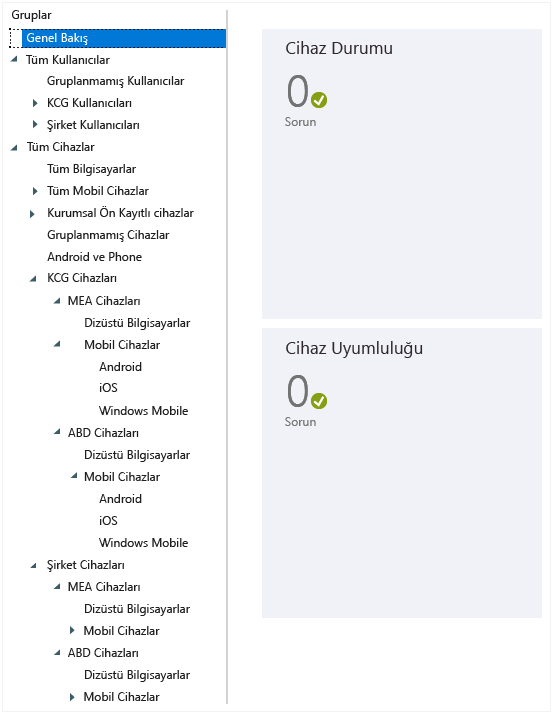 Gruplar
Genel Bakış
Tüm Kullanıcılar
Gruplanmamış Kullanıcılar
KCG Kullanıcıları
Şirket Kullanıcıları
Tüm Cihazlar
Tüm Bilgisayarlar
Tüm Mobil Cihazlar
Kurumsal Ön Kayıtlı cihazlar
Gruplanmamış Cihazlar
Android ve Phone
KCG Cihazları
MEA Cihazları
Dizüstü Bilgisayarlar
Mobil Cihazlar
Android
iOS
Windows Mobile
ABD Cihazları
Dizüstü Bilgisayarlar
Mobil Cihazlar
Android
iOS
Windows Mobile
Şirket Cihazları
MEA Cihazları
Dizüstü Bilgisayarlar
Mobil Cihazlar
ABD Cihazları
Dizüstü Bilgisayarlar
Mobil Cihazlar
Cihaz Durumu
0
Sorun
Cihaz Uyumluluğu
0
Sorun